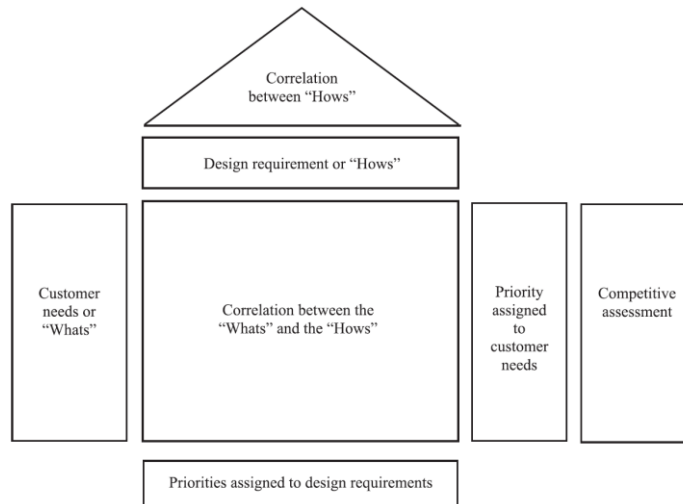 Correlation
between “Hows”
Design requirement or “Hows”
Customer
needs or
“Whats”
Correlation between the
“Whats” and the “Hows”
Priority
assigned
to
customer
needs
Competitive
assessment
Priorities assigned to design requirements